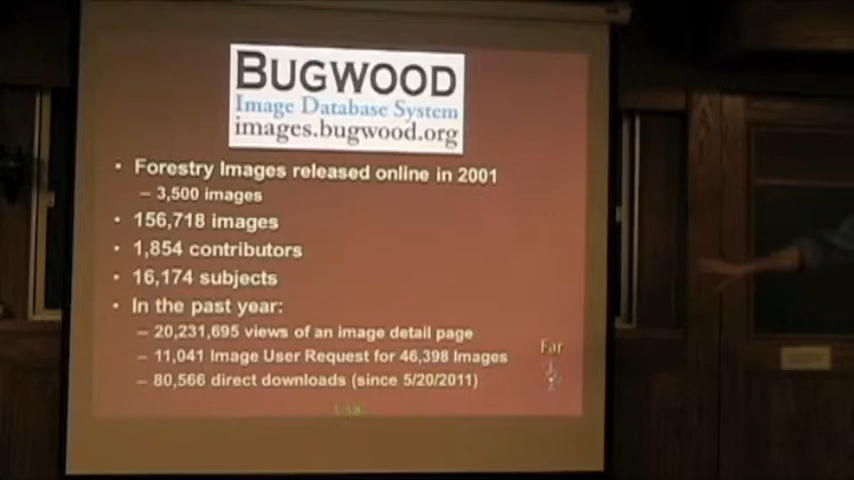 BUGWOOD
Image Database System
images.bugwood.org
• Forestry Images released online in 2001
– 3,500 images
• 156,718 images
• 1,854 contributors
• 16,174 subjects
• In the past year:
– 20,231,695 views of an image detail page
– 11,041 Image User Request for 46,398 Images
– 80,566 direct downloads (since 5/20/2011)
Far